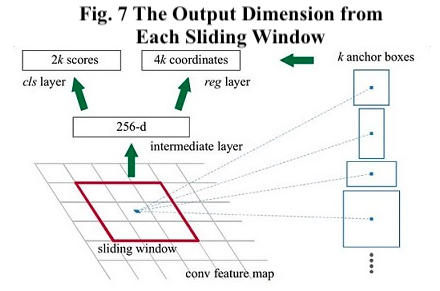 Fig. 7 The Output Dimension from
Each Sliding Window
2k scores
4k coordinates
k anchor boxes
cls layer
reg layer
256-d
intermediate layer
sliding window
conv feature map